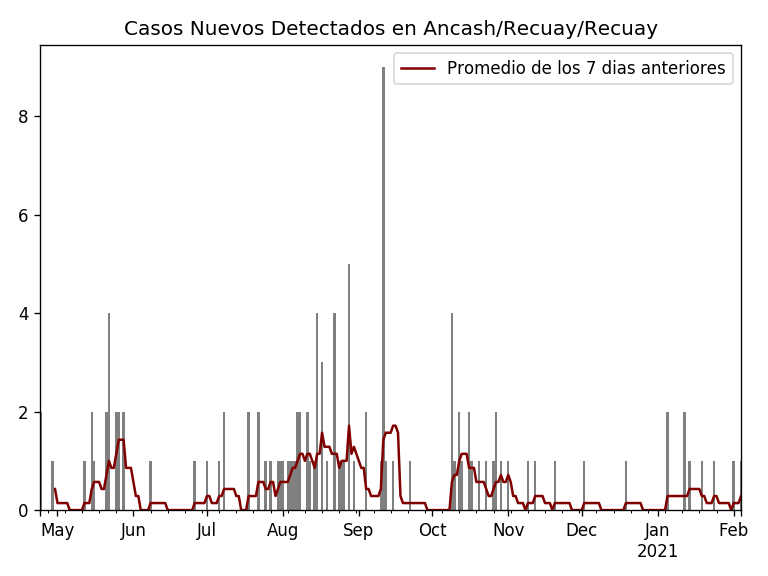 Casos Nuevos Detectados en Ancash/Recuay/Recuay
Promedio de los 7 dias anteriores
8
6
4
2
0
May Jun Jul Aug Sep Oct Nov Dec Jan Feb
2021